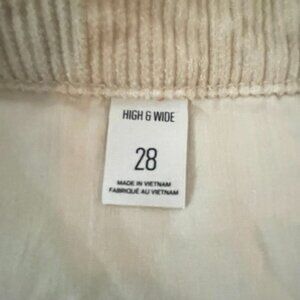 HIGH & WIDE
28
MADE IN VIETNAM
FABRIQUÉ AU VIETNAM